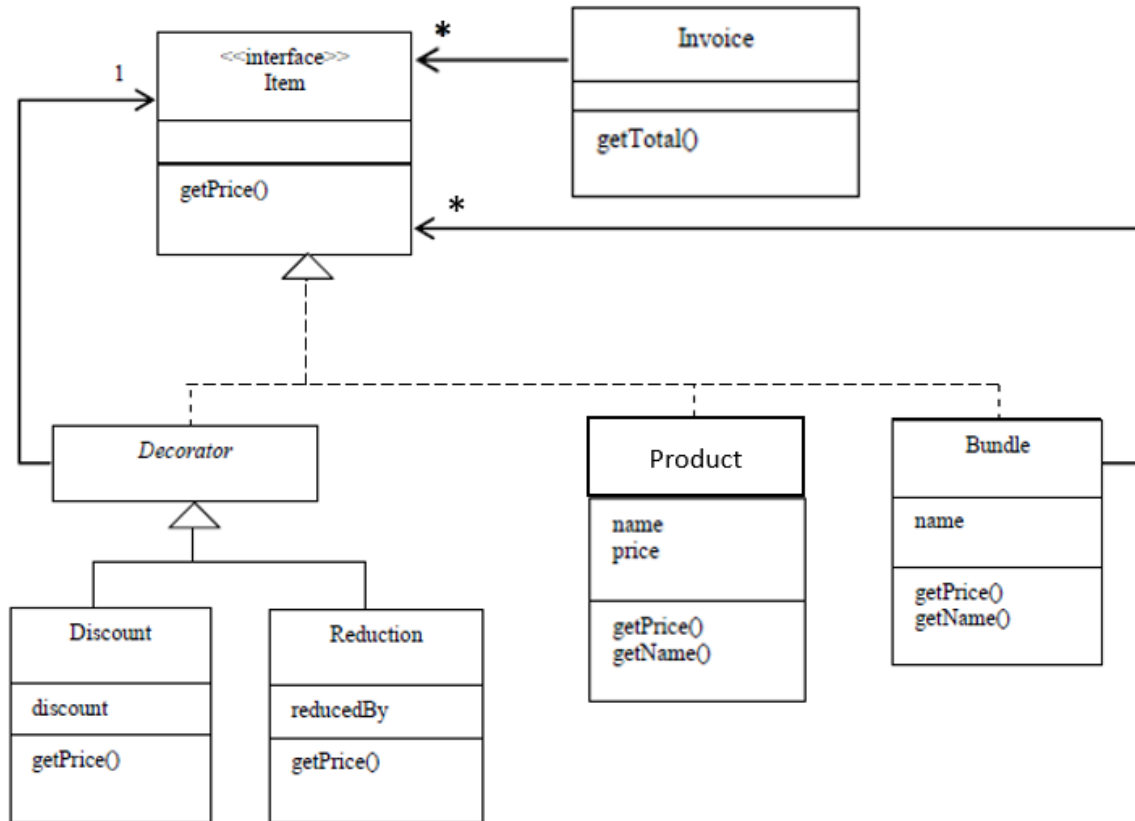 <<interface>>
Item
getPrice()
*
Invoice
getTotal()
1
*
Decorator
Product
name
price
getPrice()
getName()
Bundle
name
getPrice()
getName()
Discount
discount
getPrice()
Reduction
reducedBy
getPrice()